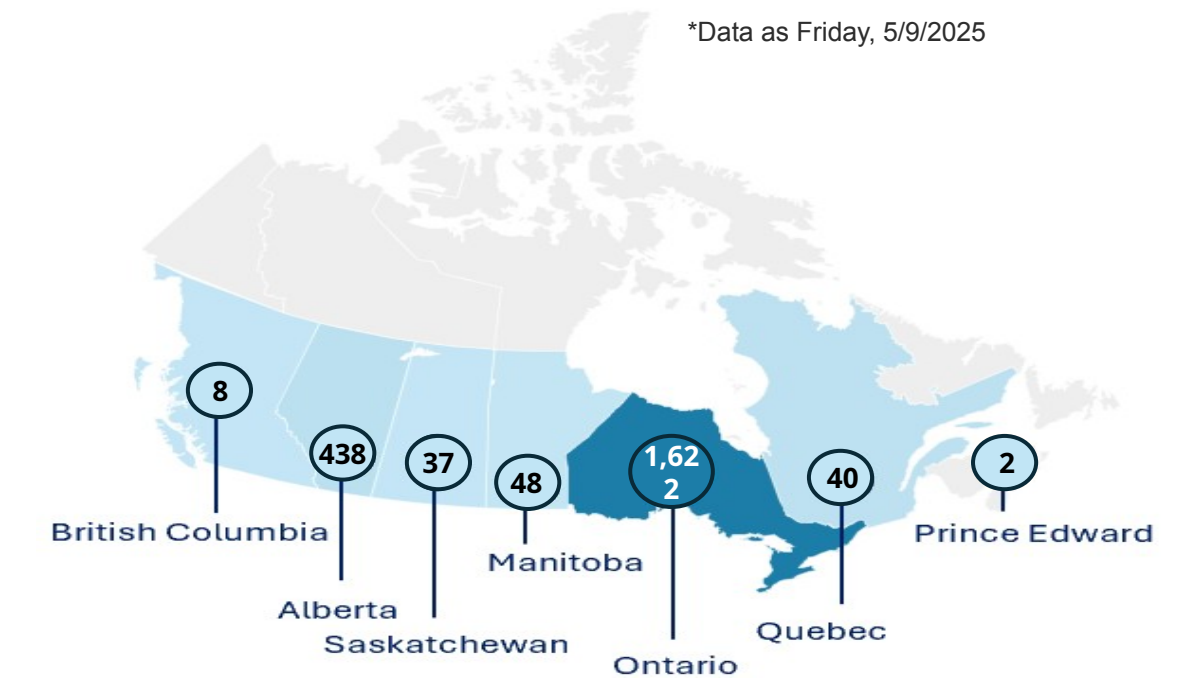 *Data as Friday, 5/9/2025
8
British Columbia
438
Alberta
37
Saskatchewan
48
Manitoba
1,62
2
Ontario
40
Quebec
2
Prince Edward